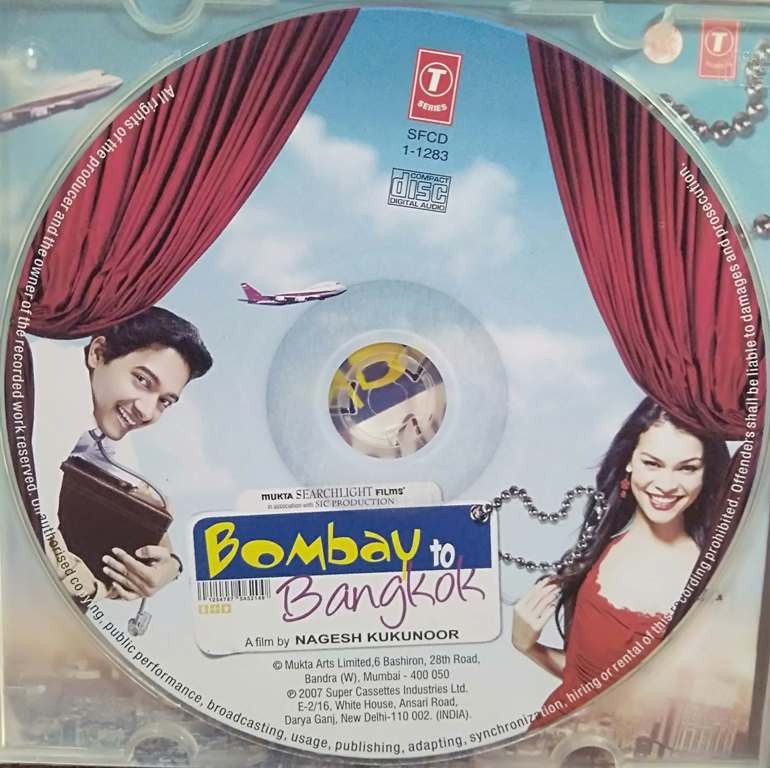 T
SERIES
T
SFCD
1-1283
COMPACT
disc
DIGITAL AUDIO
MUKTA SEARCHLIGHT FILMS
in association with SIC PRODUCTION
Bombay to
Bangkok
A film by NAGESH KUKUNOOR
© Mukta Arts Limited,6 Bashiron, 28th Road,
Bandra (W), Mumbai - 400 050
℗ 2007 Super Cassettes Industries Ltd.
E-2/16, White House, Ansari Road,
Darya Ganj, New Delhi-110 002. (INDIA).
All rights of the producer and the owner of the recorded work reserved. Unauthorised copying, public performance, broadcasting, usage, publishing, adapting, synchronization, hiring or rental of this recording prohibited. Offenders shall be liable to damages and prosecution.